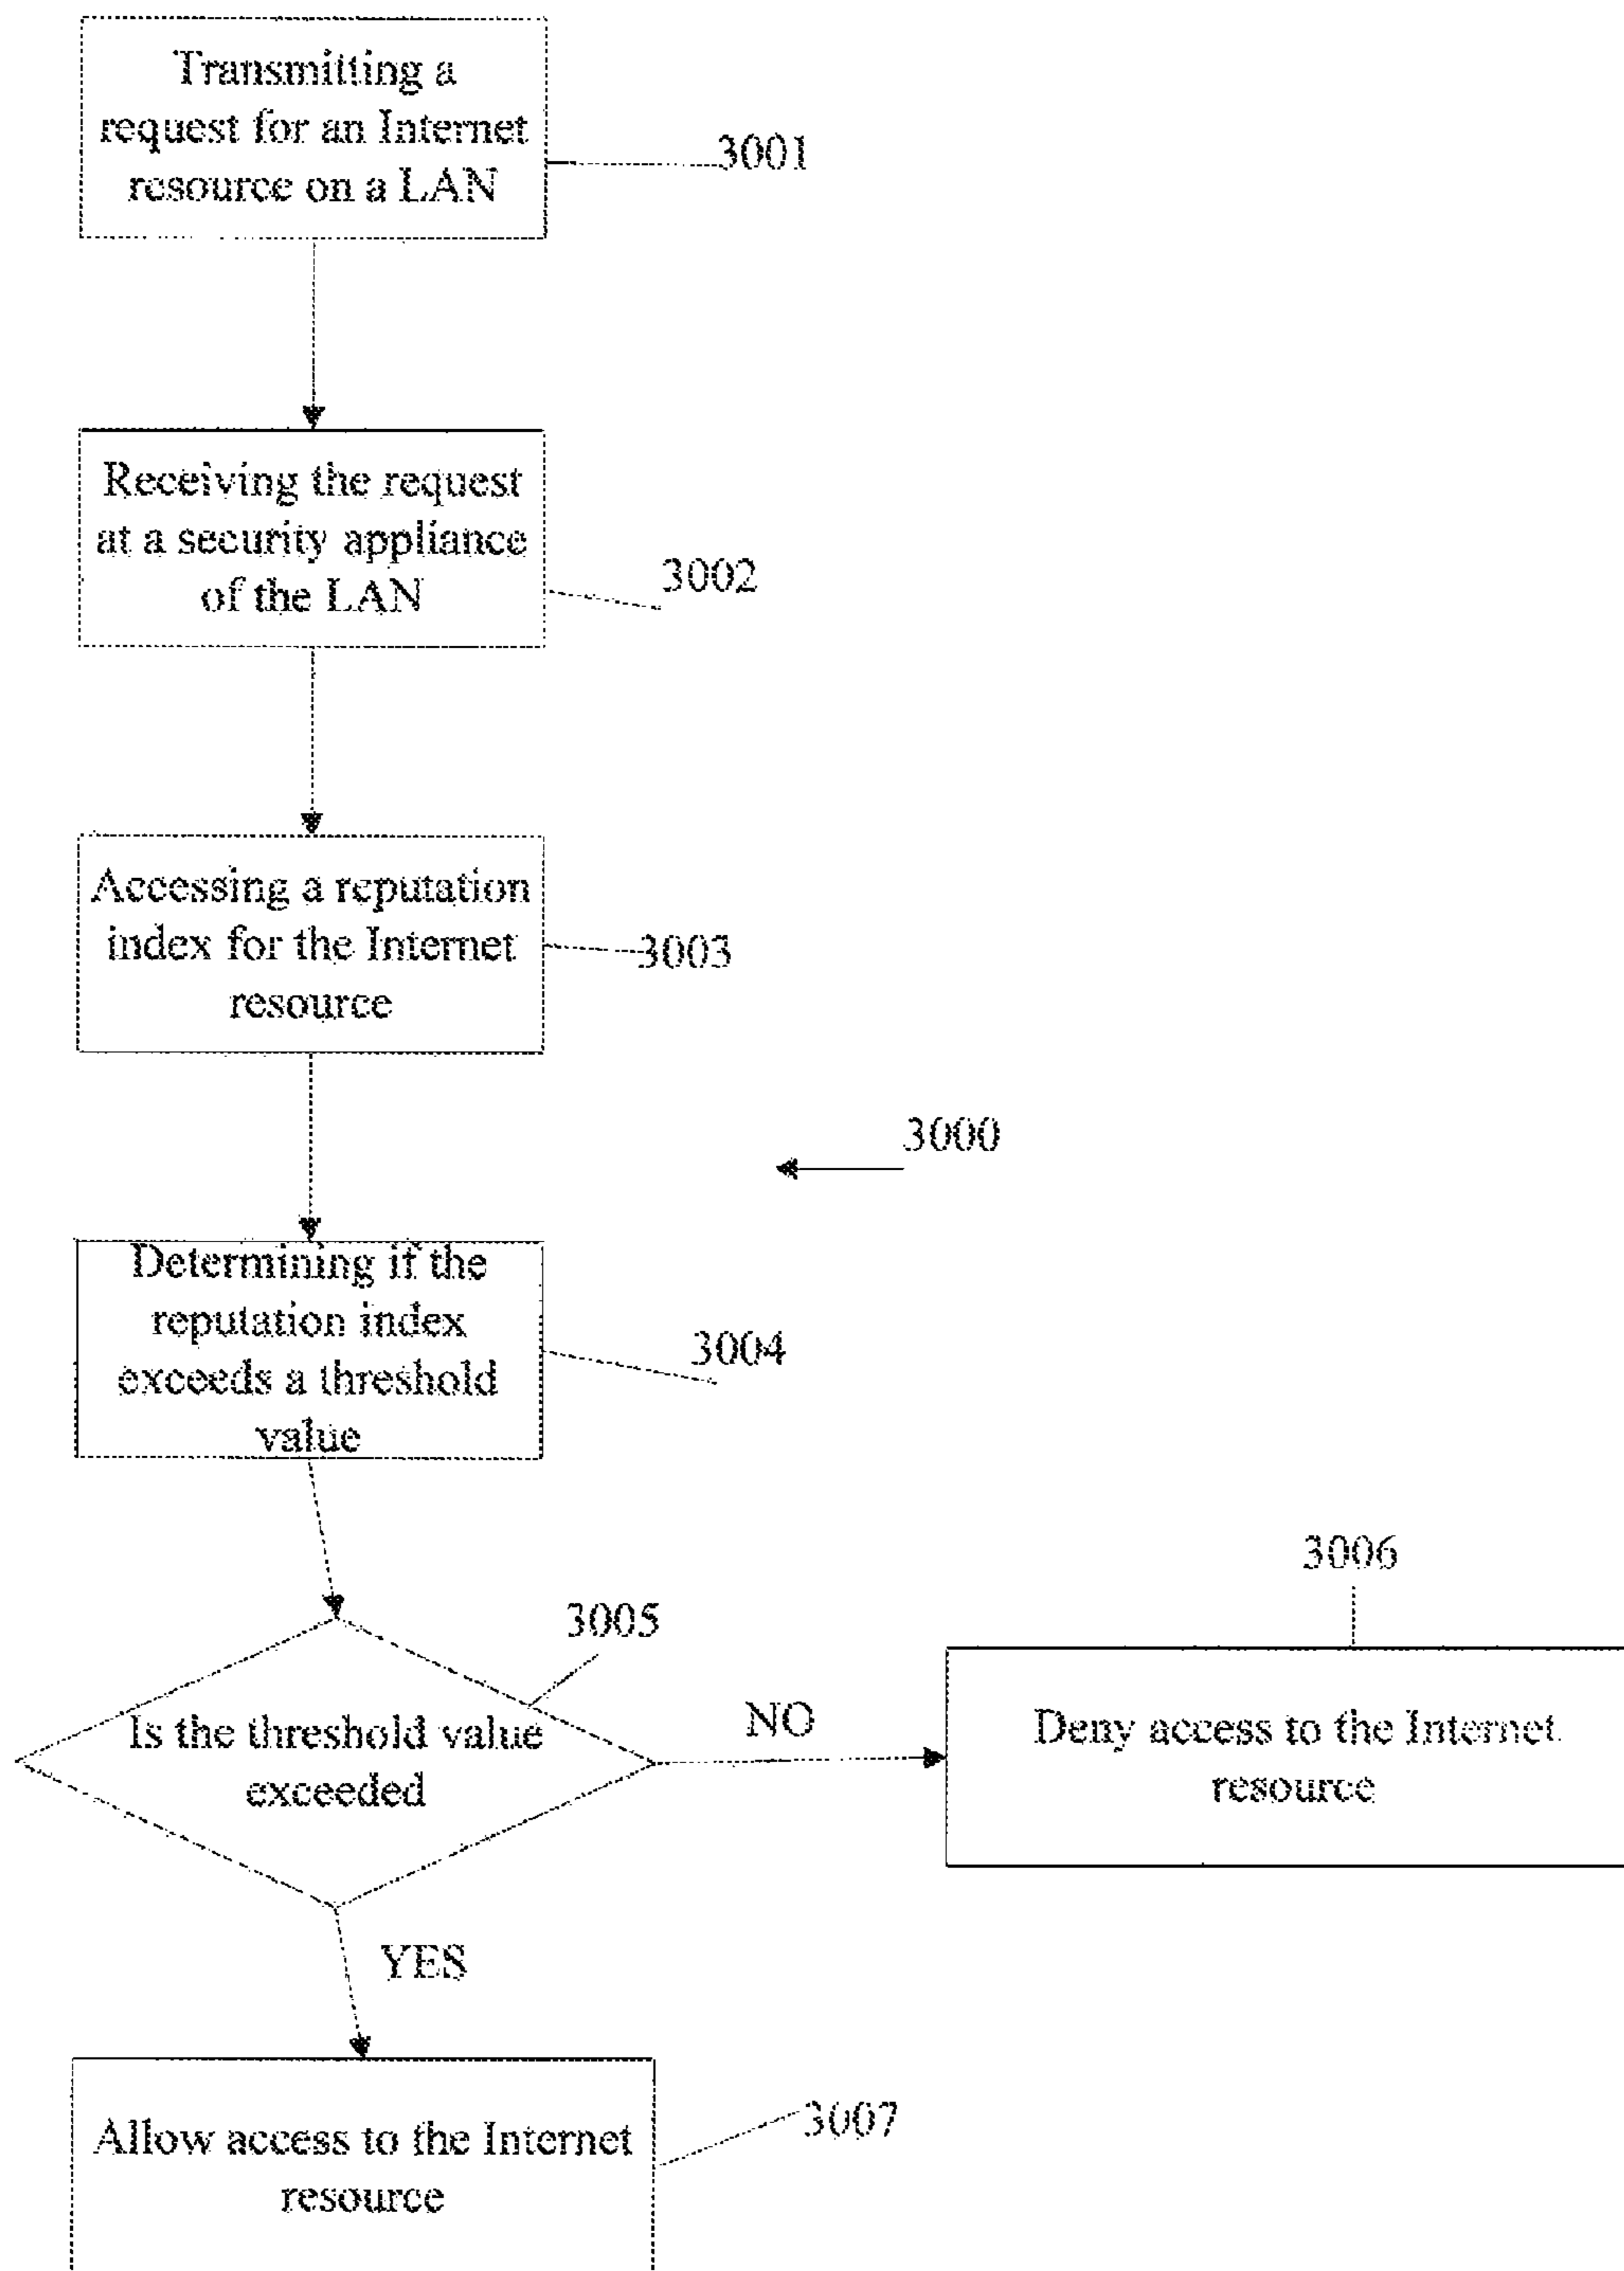 Transmitting a
request for an Internet
resource on a LAN
3001
Receiving the request
at a security appliance
of the LAN
3002
Accessing a reputation
index for the Internet
resource
3003
3000
Determining if the
reputation index
exceeds a threshold
value
3004
3005
Is the threshold value
exceeded
NO
3006
Deny access to the Internet
resource
YES
Allow access to the Internet
resource
3007